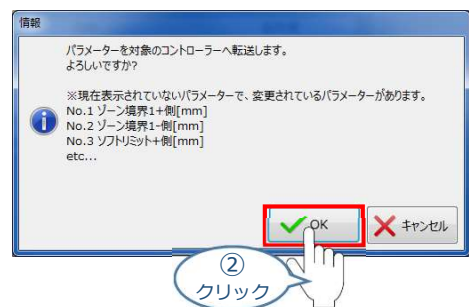 情報
パラメーターを対象のコントローラーへ転送します。
よろしいですか?
※現在表示されていないパラメーターで、変更されているパラメーターがあります。
No.1 ゾーン境界1+側[mm]
No.2 ゾーン境界1-側[mm]
No.3 ソフトリミット+側[mm]
etc...
OK
キャンセル
②
クリック